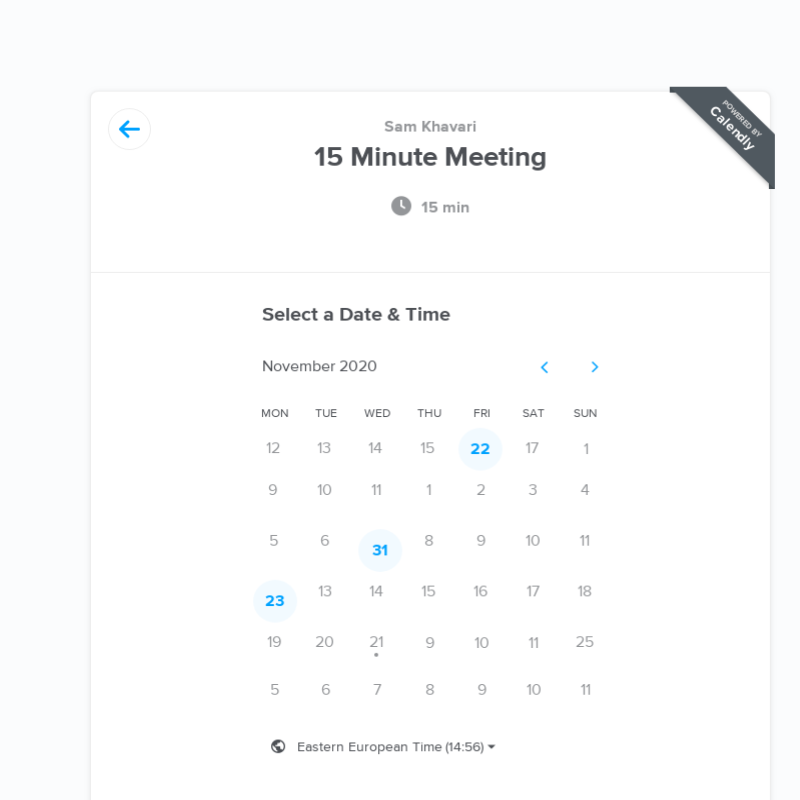 POWERED BY
Calendly
Sam Khavari
15 Minute Meeting
15 min
Select a Date & Time
November 2020
MON TUE WED THU FRI SAT SUN
12 13 14 15 22 17 1
9 10 11 1 2 3 4
5 6 31 8 9 10 11
23 13 14 15 16 17 18
19 20 21 9 10 11 25
5 6 7 8 9 10 11
Eastern European Time (14:56)